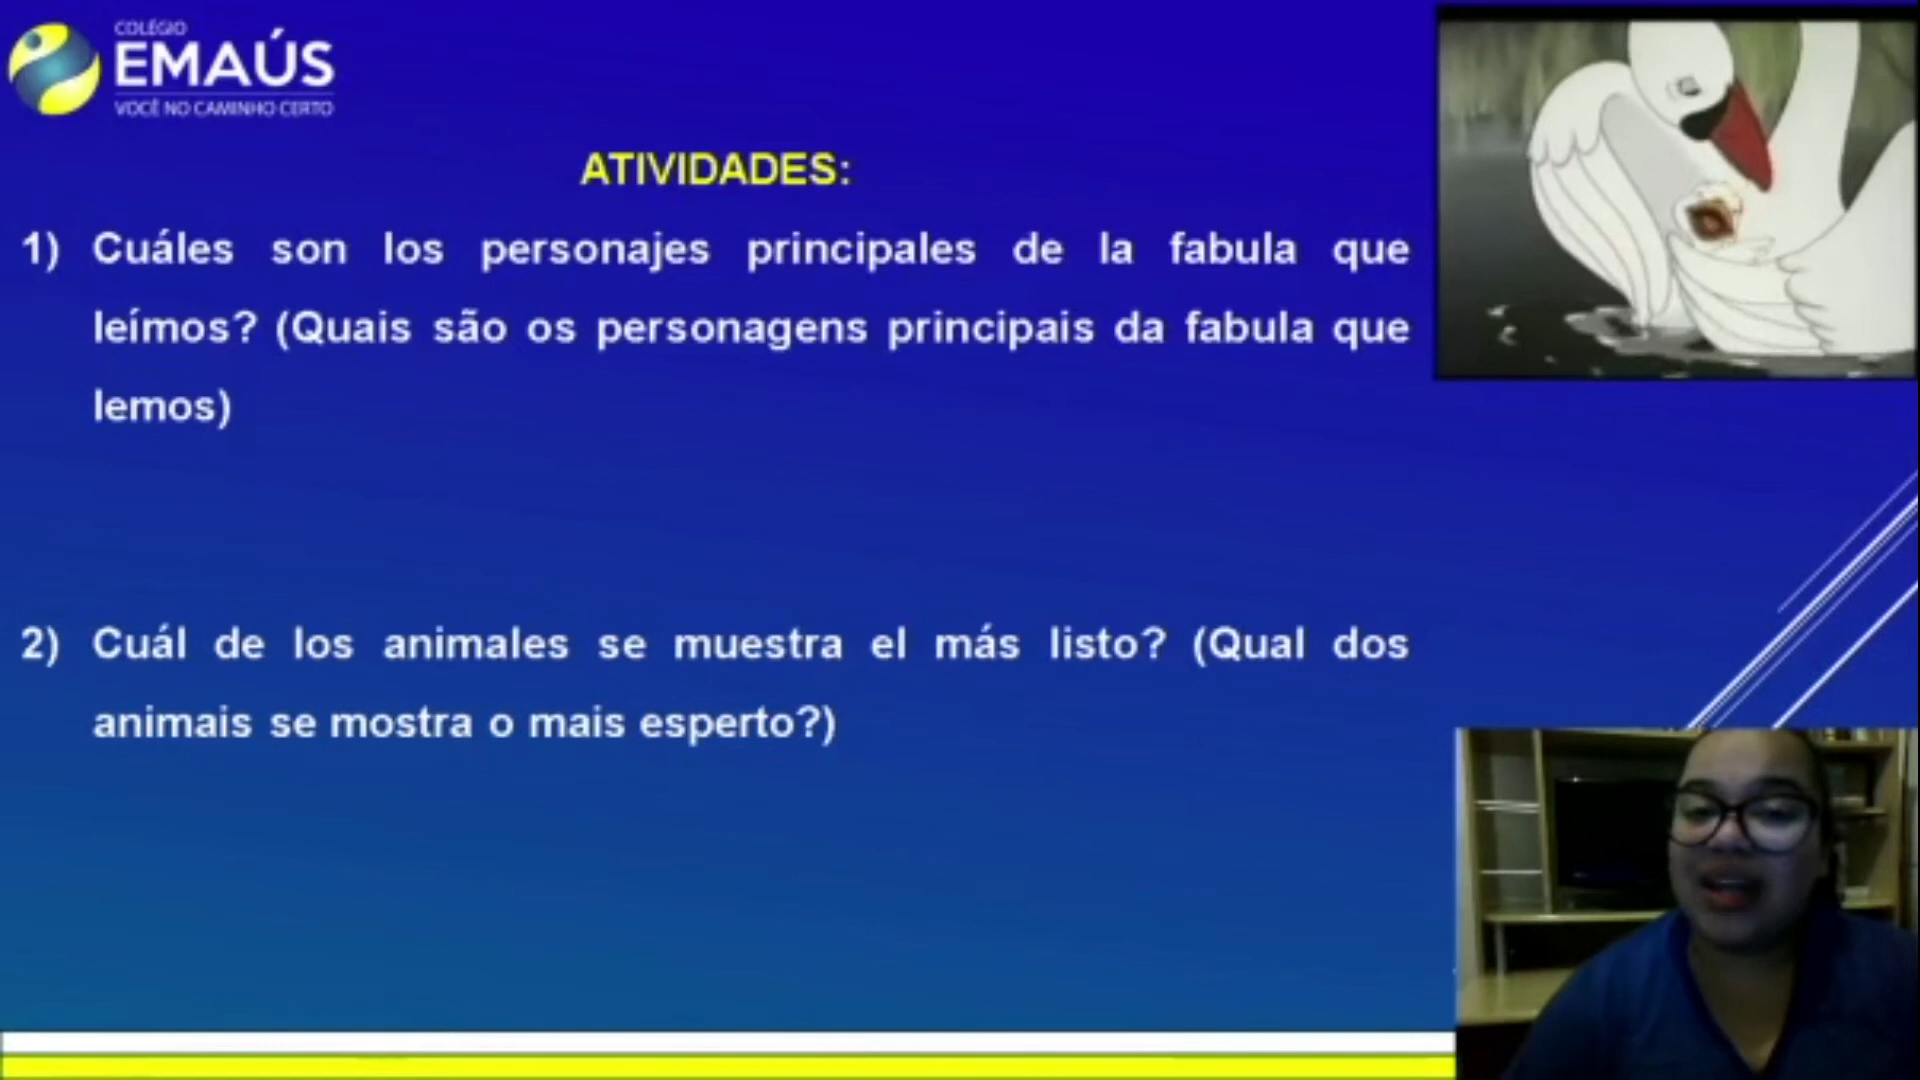 COLÉGIO
EMAÚS
VOCÊ NO CAMINHO CERTO
ATIVIDADES:
1) Cuáles son los personajes principales de la fabula que
leímos? (Quais são os personagens principais da fabula que
lemos)
2) Cuál de los animales se muestra el más listo? (Qual dos
animais se mostra o mais esperto?)